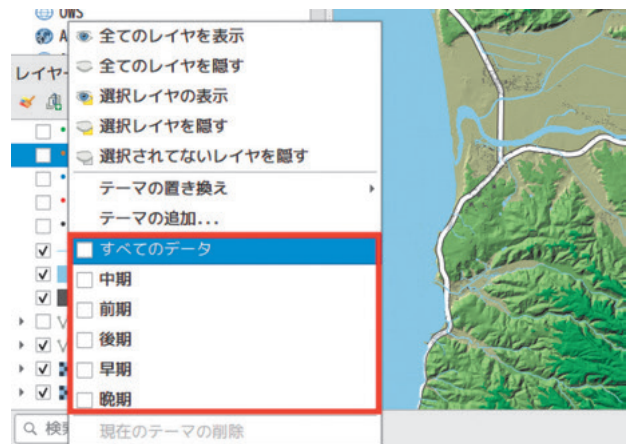 OWS
全てのレイヤを表示
全てのレイヤを隠す
レイヤ
選択レイヤの表示
選択レイヤを隠す
選択されてないレイヤを隠す
テーマの置き換え
テーマの追加...
すべてのデータ
中期
前期
後期
早期
晩期
現在のテーマの削除